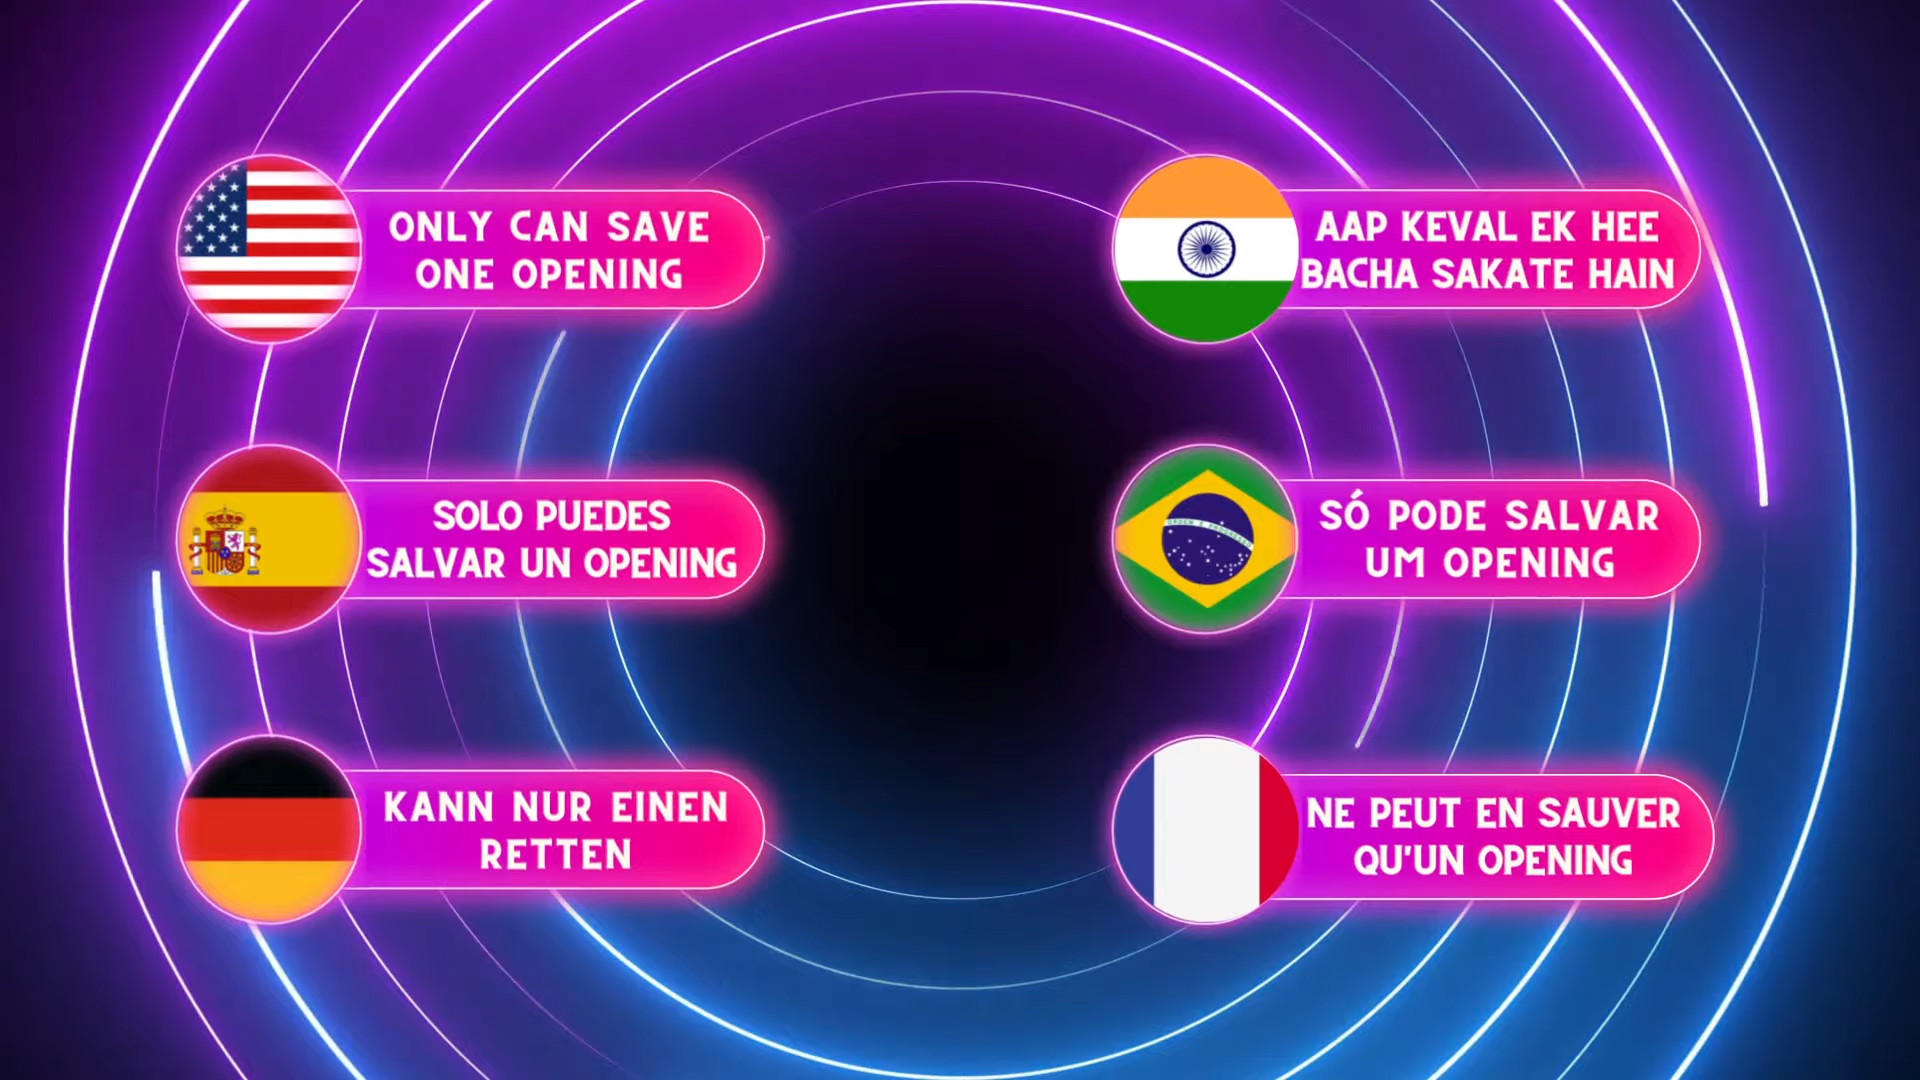 ONLY CAN SAVE
ONE OPENING
AAP KEVAL EK HEE
BACHA SAKATE HAIN
SOLO PUEDES
SALVAR UN OPENING
SÓ PODE SALVAR
UM OPENING
KANN NUR EINEN
RETTEN
NE PEUT EN SAUVER
QU'UN OPENING